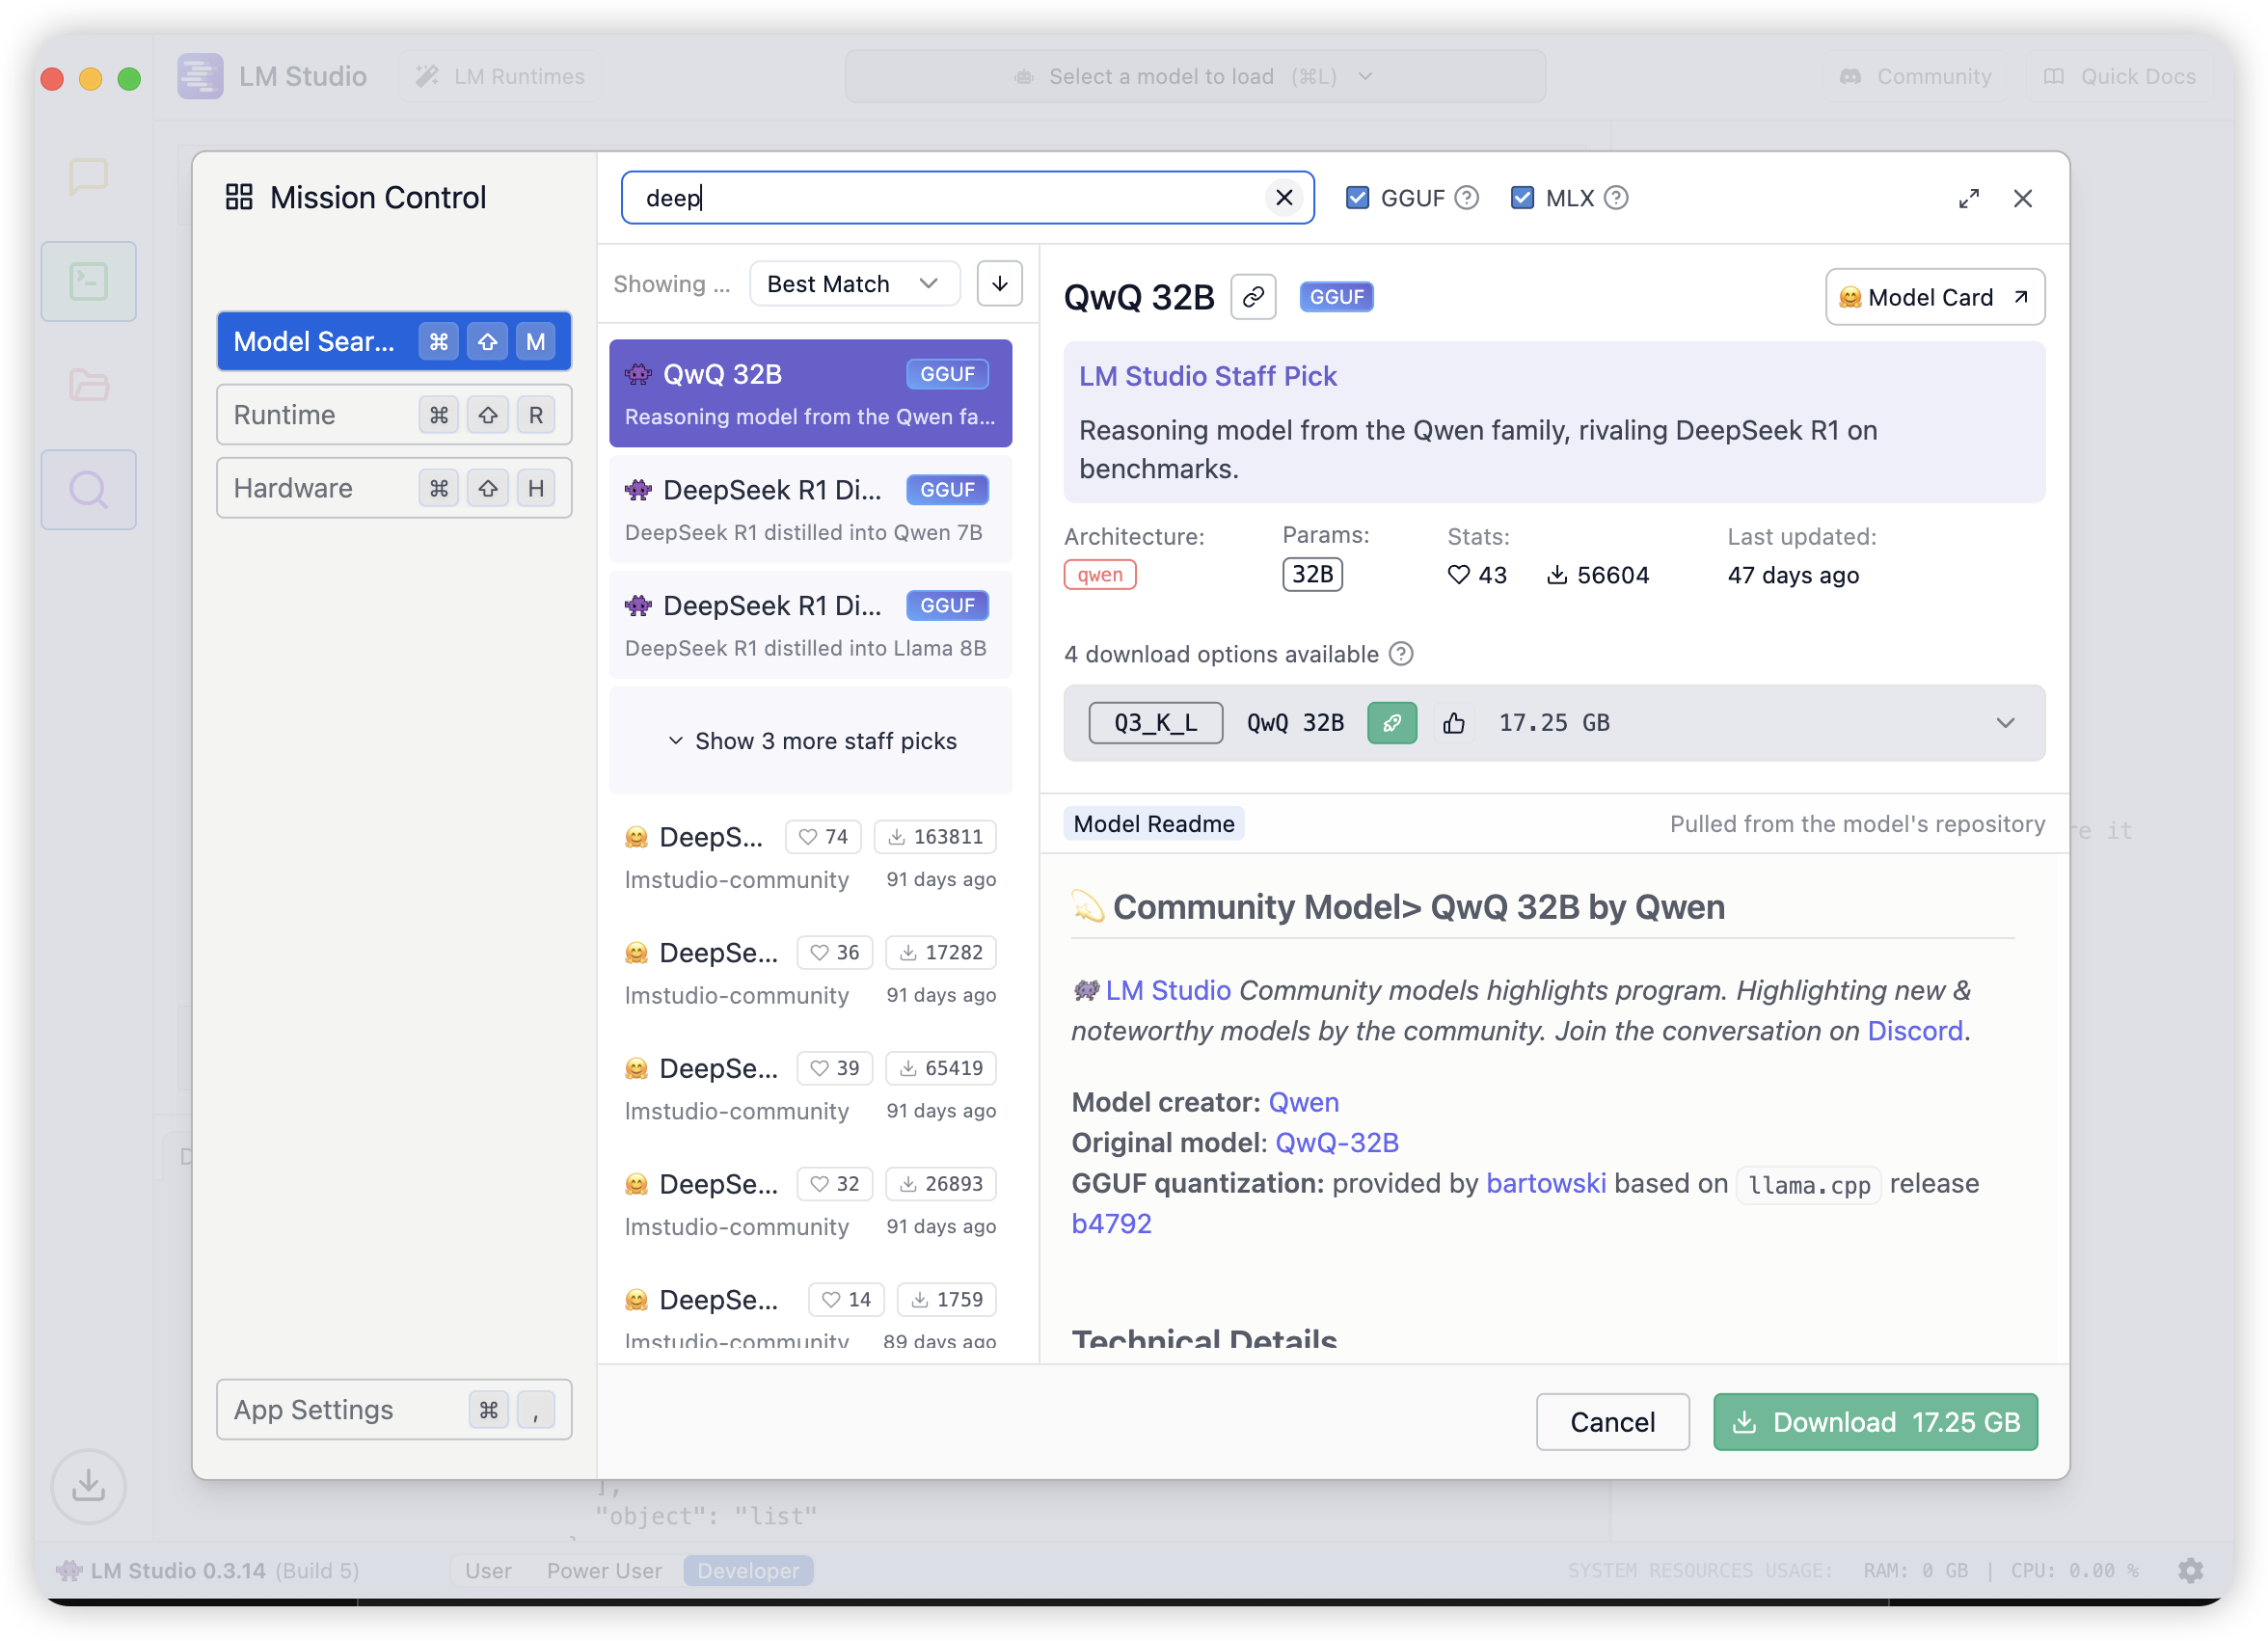 LM Studio
LM Runtimes
Select a model to load (⌘L)
Community
Quick Docs
Mission Control
deep
GGUF
MLX
Model Sear... ⌘ ⇧ M
Runtime ⌘ ⇧ R
Hardware ⌘ ⇧ H
App Settings ⌘ ,
Showing ...
Best Match
QwQ 32B GGUF
Reasoning model from the Qwen fa...
DeepSeek R1 Di... GGUF
DeepSeek R1 distilled into Qwen 7B
DeepSeek R1 Di... GGUF
DeepSeek R1 distilled into Llama 8B
Show 3 more staff picks
DeepS... 74 163811
lmstudio-community 91 days ago
DeepSe... 36 17282
lmstudio-community 91 days ago
DeepSe... 39 65419
lmstudio-community 91 days ago
DeepSe... 32 26893
lmstudio-community 91 days ago
DeepSe... 14 1759
lmstudio-community 89 days ago
QwQ 32B GGUF
Model Card
LM Studio Staff Pick
Reasoning model from the Qwen family, rivaling DeepSeek R1 on
benchmarks.
Architecture: Params: Stats: Last updated:
qwen 32B 43 56604 47 days ago
4 download options available
Q3_K_L QwQ 32B 17.25 GB
Model Readme
Pulled from the model's repository
Community Model> QwQ 32B by Qwen
LM Studio Community models highlights program. Highlighting new &
noteworthy models by the community. Join the conversation on Discord.
Model creator: Qwen
Original model: QwQ-32B
GGUF quantization: provided by bartowski based on llama.cpp release
b4792
Technical Details
Cancel
Download 17.25 GB
re it
],
"object": "list"
}
LM Studio 0.3.14 (Build 5)
User
Power User
Developer
SYSTEM RESOURCES USAGE: RAM: 0 GB | CPU: 0.00 %